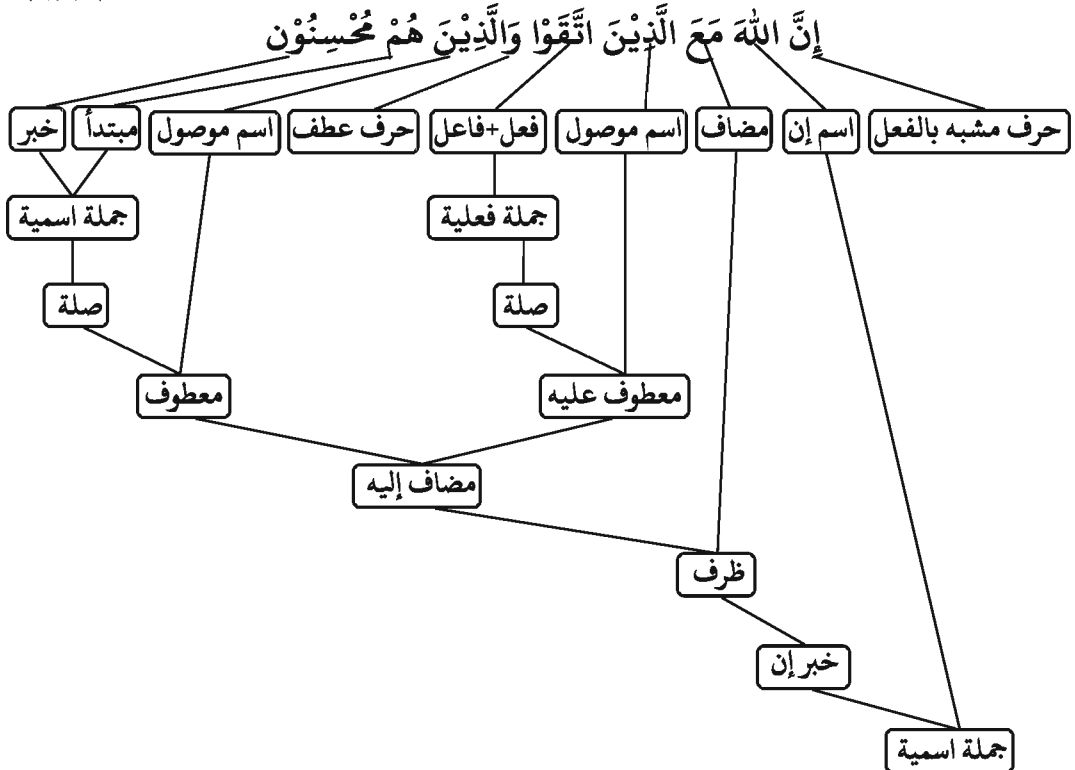 إِنَّ اللهَ مَعَ الَّذِيْنَ اتَّقَوْا وَالَّذِيْنَ هُمْ مُحْسِنُوْن
حرف مشبه بالفعل اسم إن مضاف اسم موصول فعل+فاعل حرف عطف اسم موصول مبتدأ خبر
جملة فعلية جملة اسمية
صلة صلة
معطوف عليه معطوف
مضاف إليه
ظرف
خبر إن
جملة اسمية